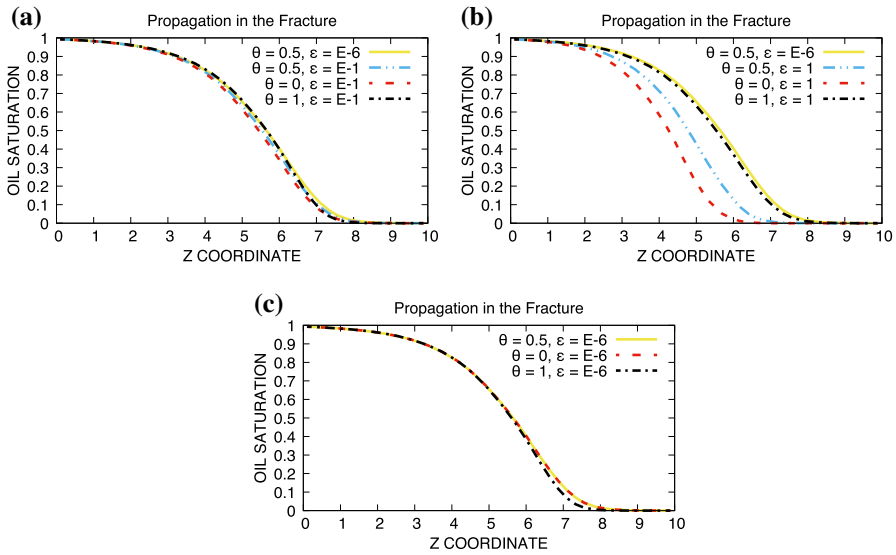 (a)
Propagation in the Fracture
θ = 0.5, ε = E-6
θ = 0.5, ε = E-1
θ = 0, ε = E-1
θ = 1, ε = E-1
OIL SATURATION
1
0.9
0.8
0.7
0.6
0.5
0.4
0.3
0.2
0.1
0
0 1 2 3 4 5 6 7 8 9 10
Z COORDINATE
(b)
Propagation in the Fracture
θ = 0.5, ε = E-6
θ = 0.5, ε = 1
θ = 0, ε = 1
θ = 1, ε = 1
OIL SATURATION
1
0.9
0.8
0.7
0.6
0.5
0.4
0.3
0.2
0.1
0
0 1 2 3 4 5 6 7 8 9 10
Z COORDINATE
(c)
Propagation in the Fracture
θ = 0.5, ε = E-6
θ = 0, ε = E-6
θ = 1, ε = E-6
OIL SATURATION
1
0.9
0.8
0.7
0.6
0.5
0.4
0.3
0.2
0.1
0
0 1 2 3 4 5 6 7 8 9 10
Z COORDINATE